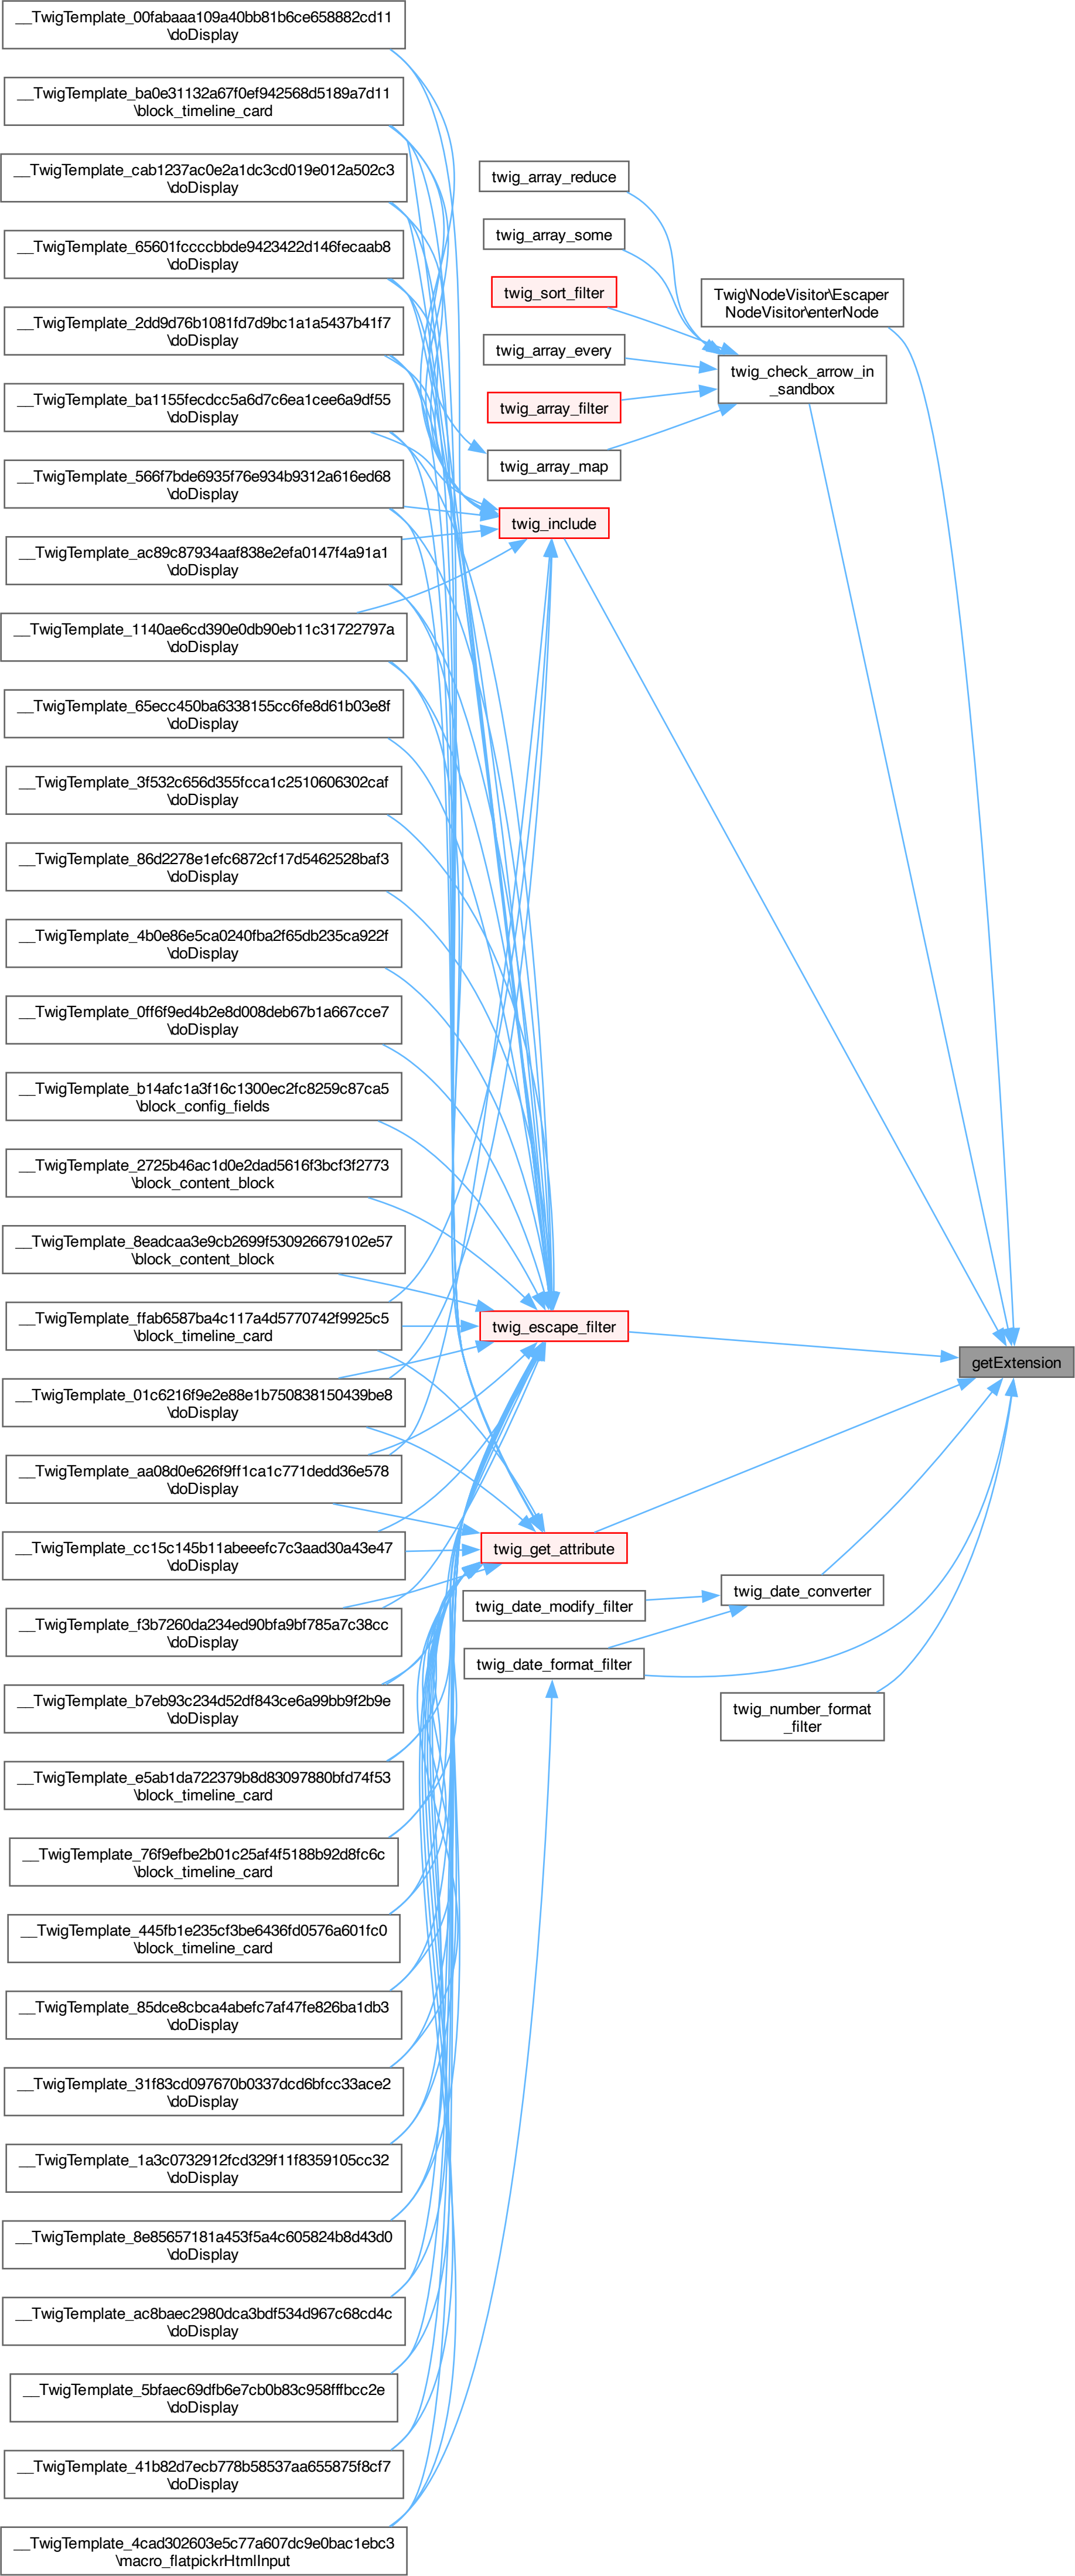 __TwigTemplate_00fabaaa109a40bb81b6ce658882cd11
\doDisplay
__TwigTemplate_ba0e31132a67f0ef942568d5189a7d11
\block_timeline_card
__TwigTemplate_cab1237ac0e2a1dc3cd019e012a502c3
\doDisplay
__TwigTemplate_65601fccccbbde9423422d146fecaab8
\doDisplay
__TwigTemplate_2dd9d76b1081fd7d9bc1a1a5437b41f7
\doDisplay
__TwigTemplate_ba1155fecdcc5a6d7c6ea1cee6a9df55
\doDisplay
__TwigTemplate_566f7bde6935f76e934b9312a616ed68
\doDisplay
__TwigTemplate_ac89c87934aaf838e2efa0147f4a91a1
\doDisplay
__TwigTemplate_1140ae6cd390e0db90eb11c31722797a
\doDisplay
__TwigTemplate_65ecc450ba6338155cc6fe8d61b03e8f
\doDisplay
__TwigTemplate_3f532c656d355fcca1c2510606302caf
\doDisplay
__TwigTemplate_86d2278e1efc6872cf17d5462528baf3
\doDisplay
__TwigTemplate_4b0e86e5ca0240fba2f65db235ca922f
\doDisplay
__TwigTemplate_0ff6f9ed4b2e8d008deb67b1a667cce7
\doDisplay
__TwigTemplate_b14afc1a3f16c1300ec2fc8259c87ca5
\block_config_fields
__TwigTemplate_2725b46ac1d0e2dad5616f3bcf3f2773
\block_content_block
__TwigTemplate_8eadcaa3e9cb2699f530926679102e57
\block_content_block
__TwigTemplate_ffab6587ba4c117a4d5770742f9925c5
\block_timeline_card
__TwigTemplate_01c6216f9e2e88e1b750838150439be8
\doDisplay
__TwigTemplate_aa08d0e626f9ff1ca1c771dedd36e578
\doDisplay
__TwigTemplate_cc15c145b11abeeefc7c3aad30a43e47
\doDisplay
__TwigTemplate_f3b7260da234ed90bfa9bf785a7c38cc
\doDisplay
__TwigTemplate_b7eb93c234d52df843ce6a99bb9f2b9e
\doDisplay
__TwigTemplate_e5ab1da722379b8d83097880bfd74f53
\block_timeline_card
__TwigTemplate_76f9efbe2b01c25af4f5188b92d8fc6c
\block_timeline_card
__TwigTemplate_445fb1e235cf3be6436fd0576a601fc0
\block_timeline_card
__TwigTemplate_85dce8cbca4abefc7af47fe826ba1db3
\doDisplay
__TwigTemplate_31f83cd097670b0337dcd6bfcc33ace2
\doDisplay
__TwigTemplate_1a3c0732912fcd329f11f8359105cc32
\doDisplay
__TwigTemplate_8e85657181a453f5a4c605824b8d43d0
\doDisplay
__TwigTemplate_ac8baec2980dca3bdf534d967c68cd4c
\doDisplay
__TwigTemplate_5bfaec69dfb6e7cb0b83c958fffbcc2e
\doDisplay
__TwigTemplate_41b82d7ecb778b58537aa655875f8cf7
\doDisplay
__TwigTemplate_4cad302603e5c77a607dc9e0bac1ebc3
\macro_flatpickrHtmlInput
twig_array_reduce
twig_array_some
twig_sort_filter
twig_array_every
twig_array_filter
twig_array_map
twig_include
twig_escape_filter
twig_get_attribute
twig_date_modify_filter
twig_date_format_filter
Twig\NodeVisitor\Escaper
NodeVisitor\enterNode
twig_check_arrow_in
_sandbox
twig_date_converter
twig_number_format
_filter
getExtension